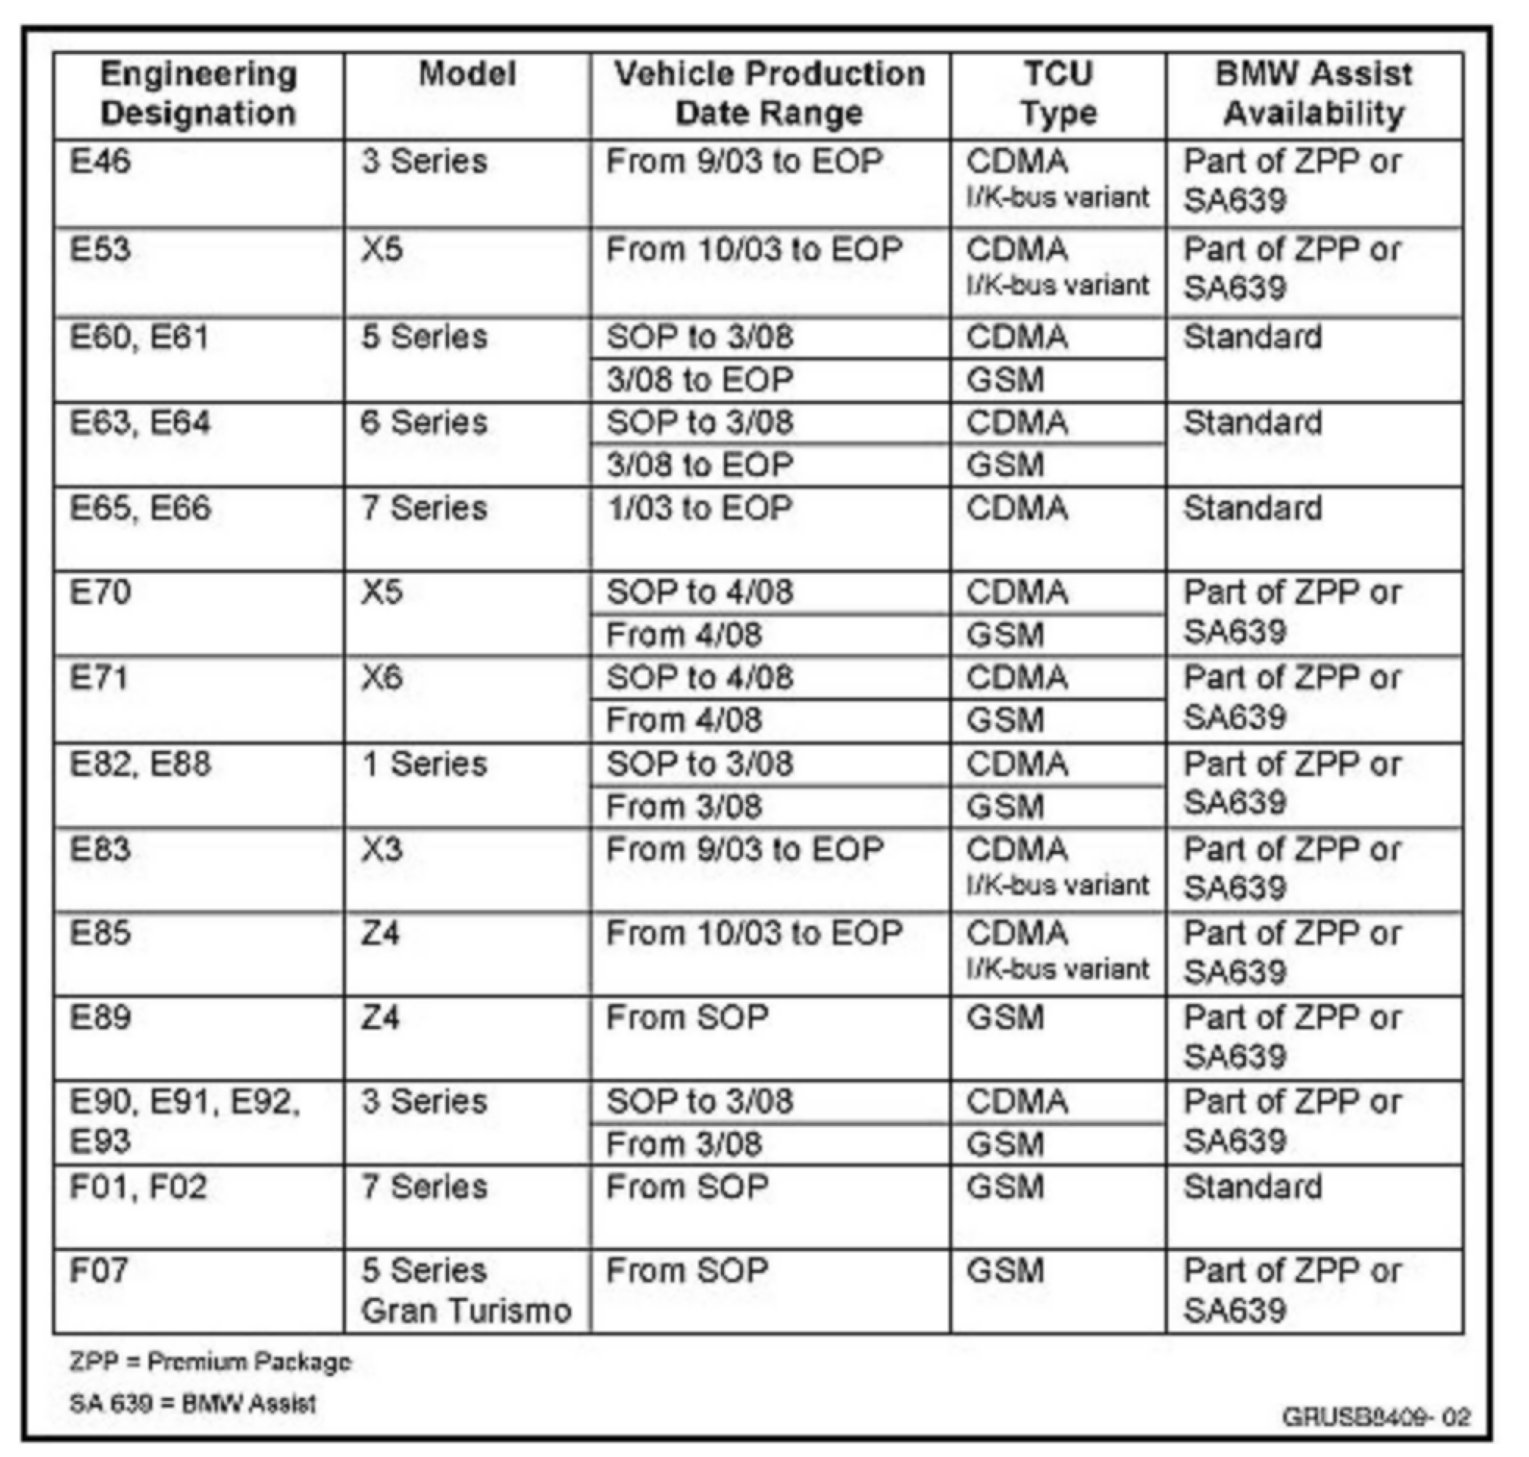 Engineering Designation | Model | Vehicle Production Date Range | TCU Type | BMW Assist Availability
E46 | 3 Series | From 9/03 to EOP | CDMA I/K-bus variant | Part of ZPP or SA639
E53 | X5 | From 10/03 to EOP | CDMA I/K-bus variant | Part of ZPP or SA639
E60, E61 | 5 Series | SOP to 3/08 | CDMA | Standard
3/08 to EOP | GSM
E63, E64 | 6 Series | SOP to 3/08 | CDMA | Standard
3/08 to EOP | GSM
E65, E66 | 7 Series | 1/03 to EOP | CDMA | Standard
E70 | X5 | SOP to 4/08 | CDMA | Part of ZPP or SA639
From 4/08 | GSM
E71 | X6 | SOP to 4/08 | CDMA | Part of ZPP or SA639
From 4/08 | GSM
E82, E88 | 1 Series | SOP to 3/08 | CDMA | Part of ZPP or SA639
From 3/08 | GSM
E83 | X3 | From 9/03 to EOP | CDMA I/K-bus variant | Part of ZPP or SA639
E85 | Z4 | From 10/03 to EOP | CDMA I/K-bus variant | Part of ZPP or SA639
E89 | Z4 | From SOP | GSM | Part of ZPP or SA639
E90, E91, E92, E93 | 3 Series | SOP to 3/08 | CDMA | Part of ZPP or SA639
From 3/08 | GSM
F01, F02 | 7 Series | From SOP | GSM | Standard
F07 | 5 Series Gran Turismo | From SOP | GSM | Part of ZPP or SA639
ZPP = Premium Package
SA 639 = BMW Assist
GRUSB8409- 02